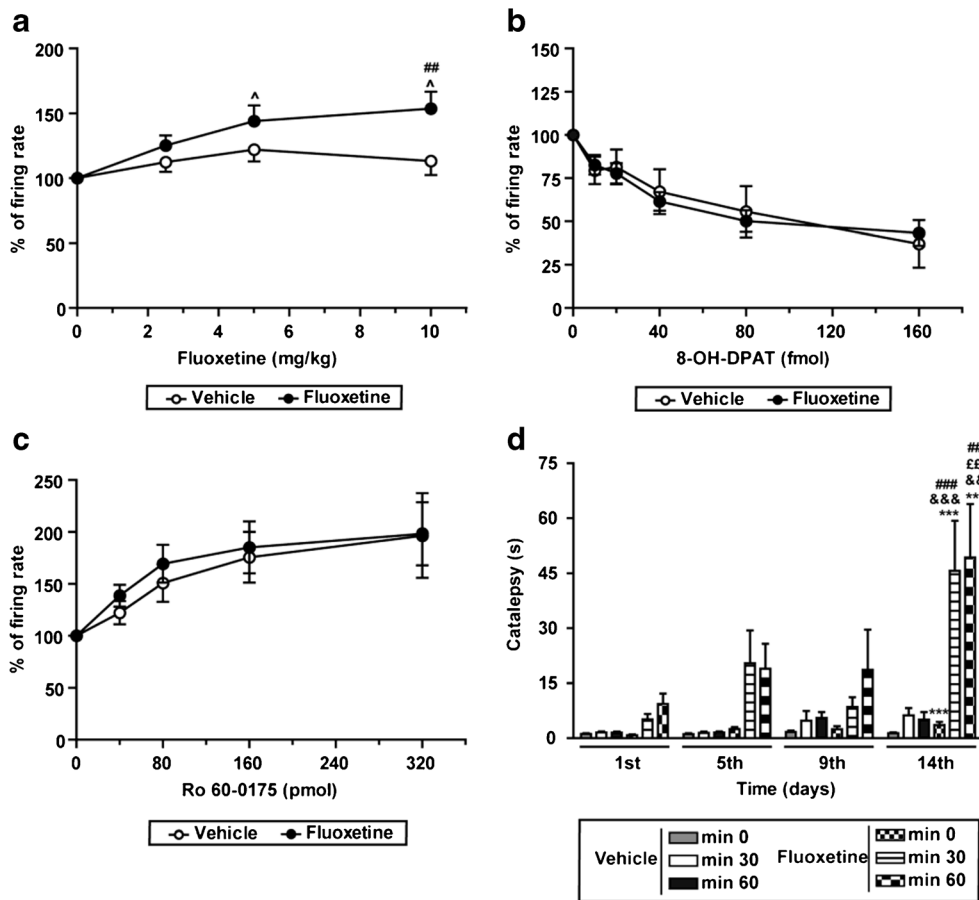 a
200
150
100
50
0
% of firing rate
##
^
^
0 2 4 6 8 10
Fluoxetine (mg/kg)
Vehicle Fluoxetine
b
150
125
100
75
50
25
0
% of firing rate
0 40 80 120 160
8-OH-DPAT (fmol)
Vehicle Fluoxetine
c
250
200
150
100
50
0
% of firing rate
0 80 160 240 320
Ro 60-0175 (pmol)
Vehicle Fluoxetine
d
75
60
45
30
15
0
Catalepsy (s)
***
###
&&&
***
##
££
&&
**
1st 5th 9th 14th
Time (days)
Vehicle
min 0
min 30
min 60
Fluoxetine
min 0
min 30
min 60